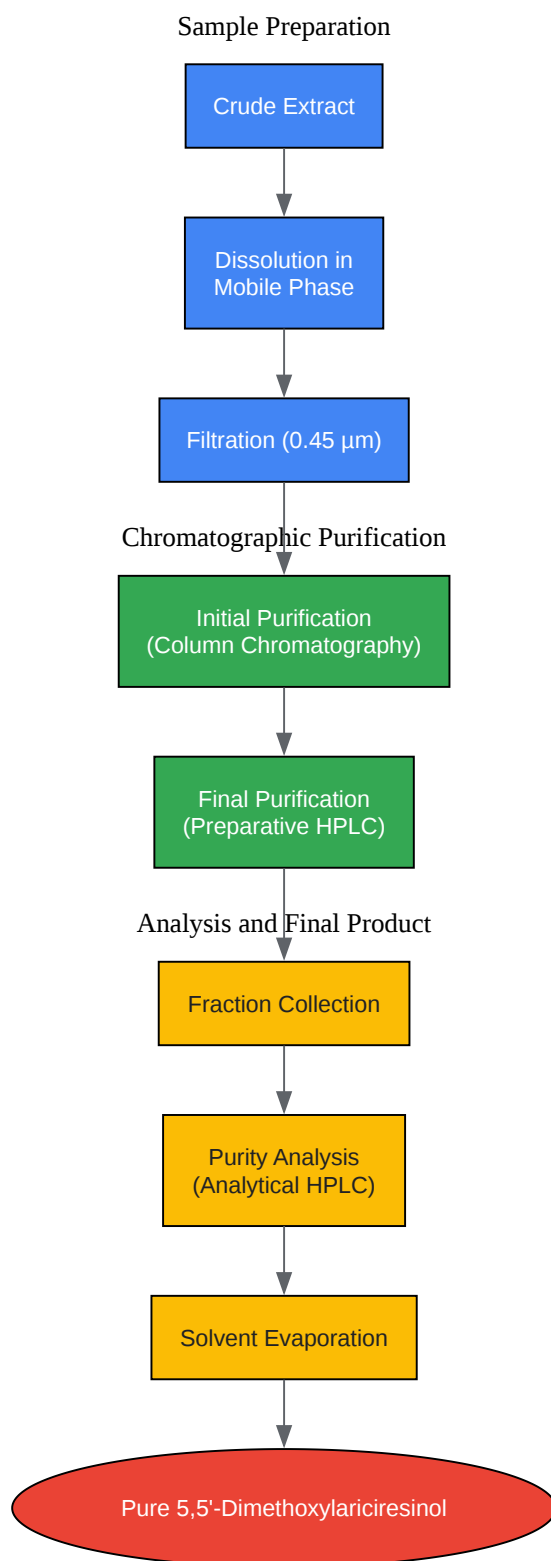 Sample Preparation
Crude Extract
Dissolution in
Mobile Phase
Filtration (0.45 µm)
Chromatographic Purification
Initial Purification
(Column Chromatography)
Final Purification
(Preparative HPLC)
Analysis and Final Product
Fraction Collection
Purity Analysis
(Analytical HPLC)
Solvent Evaporation
Pure 5,5'-Dimethoxylariciresinol